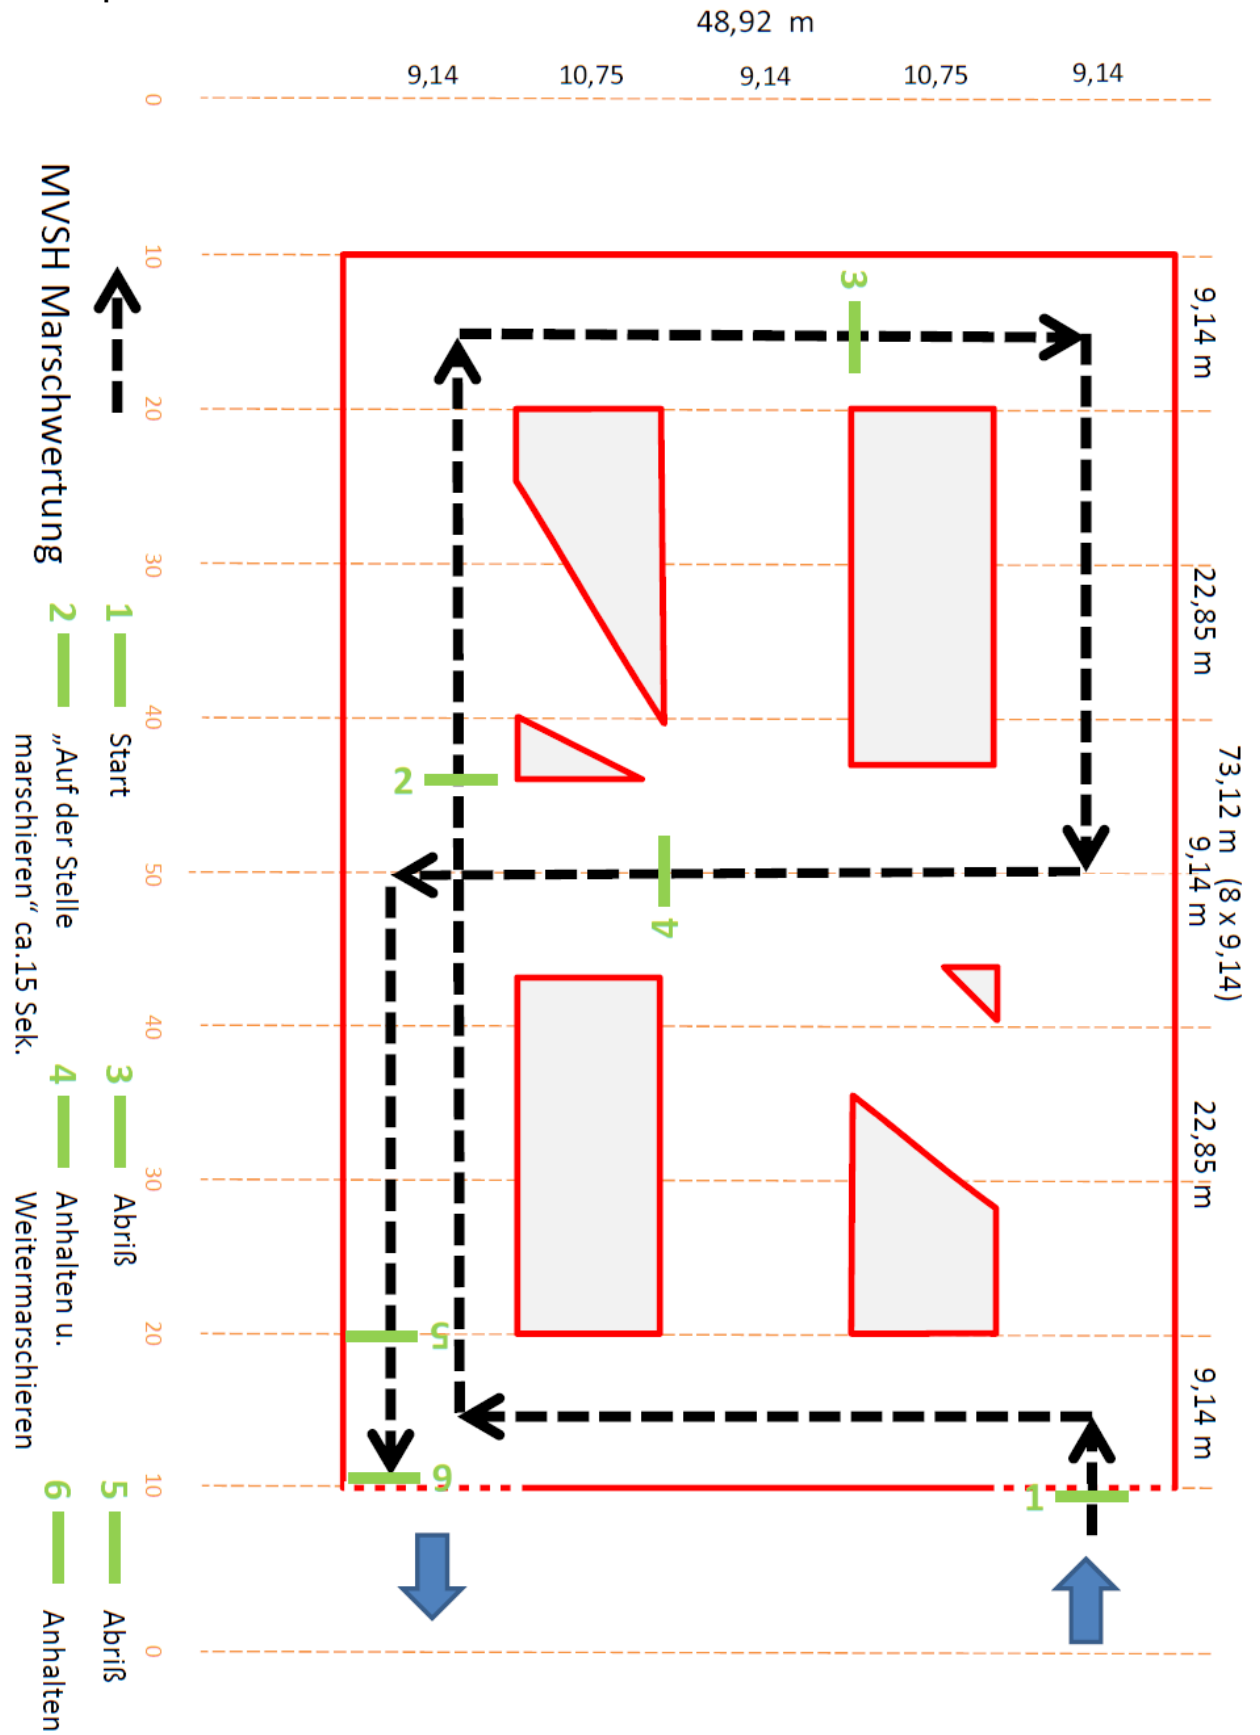 48,92 m
9,14 10,75 9,14 10,75 9,14
0
10
20
30
40
50
40
30
20
10
0
9,14 m
22,85 m
9,14 m
22,85 m
9,14 m
73,12 m (8 x 9,14)
3
2
4
5
6
1
MVSH Marschwertung
1 Start
2 „Auf der Stelle
marschieren“ ca.15 Sek.
3 Abriß
4 Anhalten u.
Weitermarschieren
5 Abriß
6 Anhalten